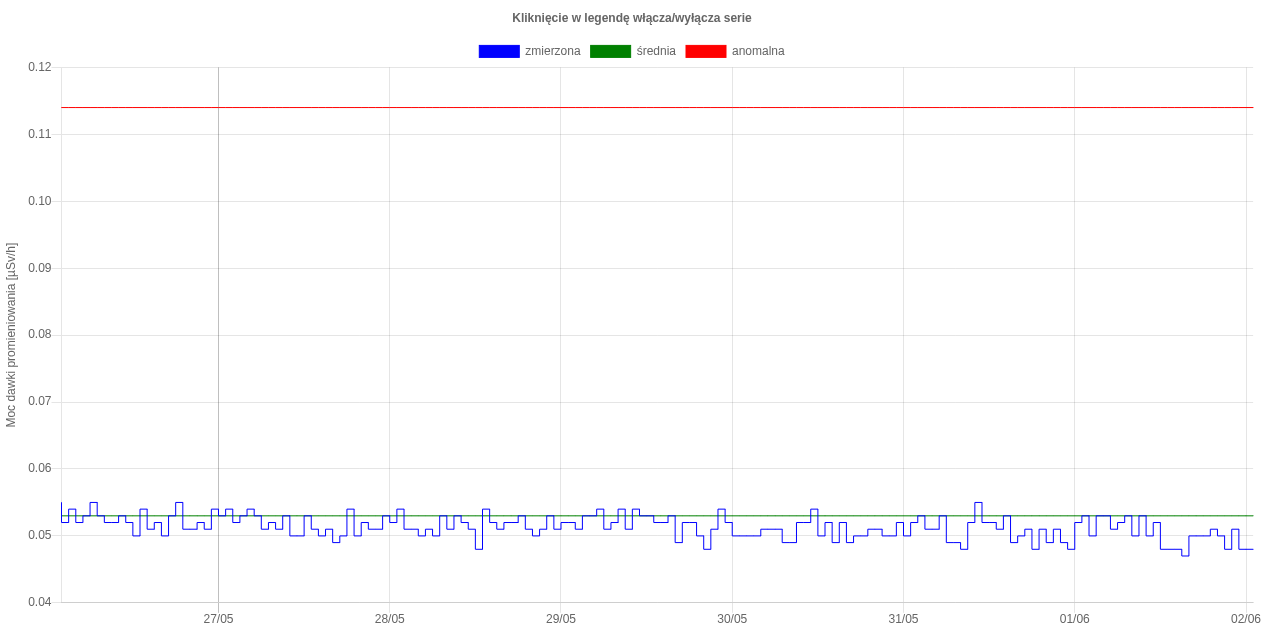 Kliknięcie w legendę włącza/wyłącza serie
zmierzona średnia anomalna
Moc dawki promieniowania [µSv/h]
0.12
0.11
0.10
0.09
0.08
0.07
0.06
0.05
0.04
27/05 28/05 29/05 30/05 31/05 01/06 02/06